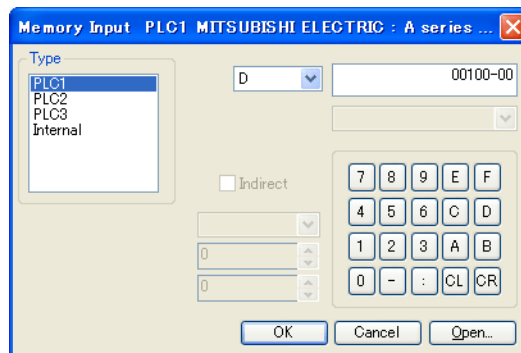 Memory Input PLC1 MITSUBISHI ELECTRIC : A series ...
Type
PLC1
PLC2
PLC3
Internal
D
00100-00
Indirect
0
0
7 8 9 E F
4 5 6 C D
1 2 3 A B
0 - : CL CR
OK Cancel Open...